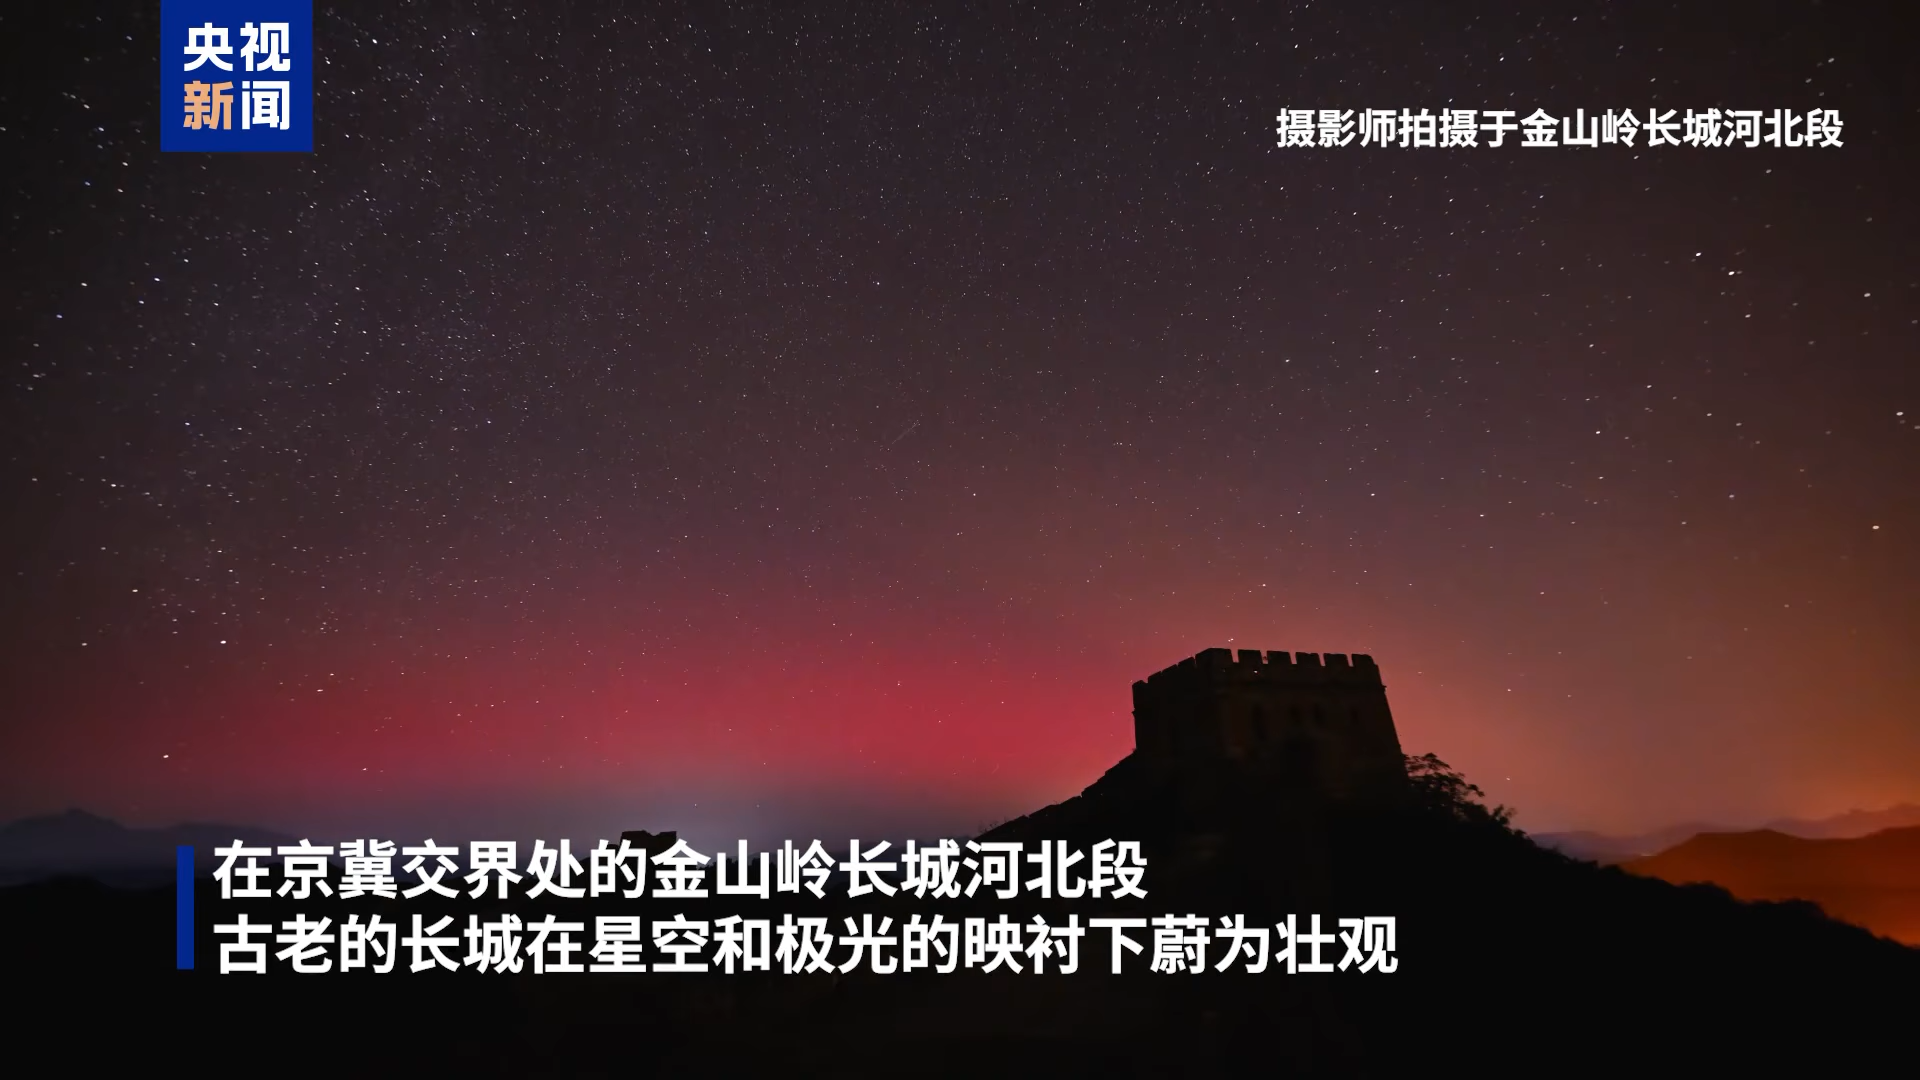 央视
新闻
摄影师拍摄于金山岭长城河北段
在京冀交界处的金山岭长城河北段
古老的长城在星空和极光的映衬下蔚为壮观